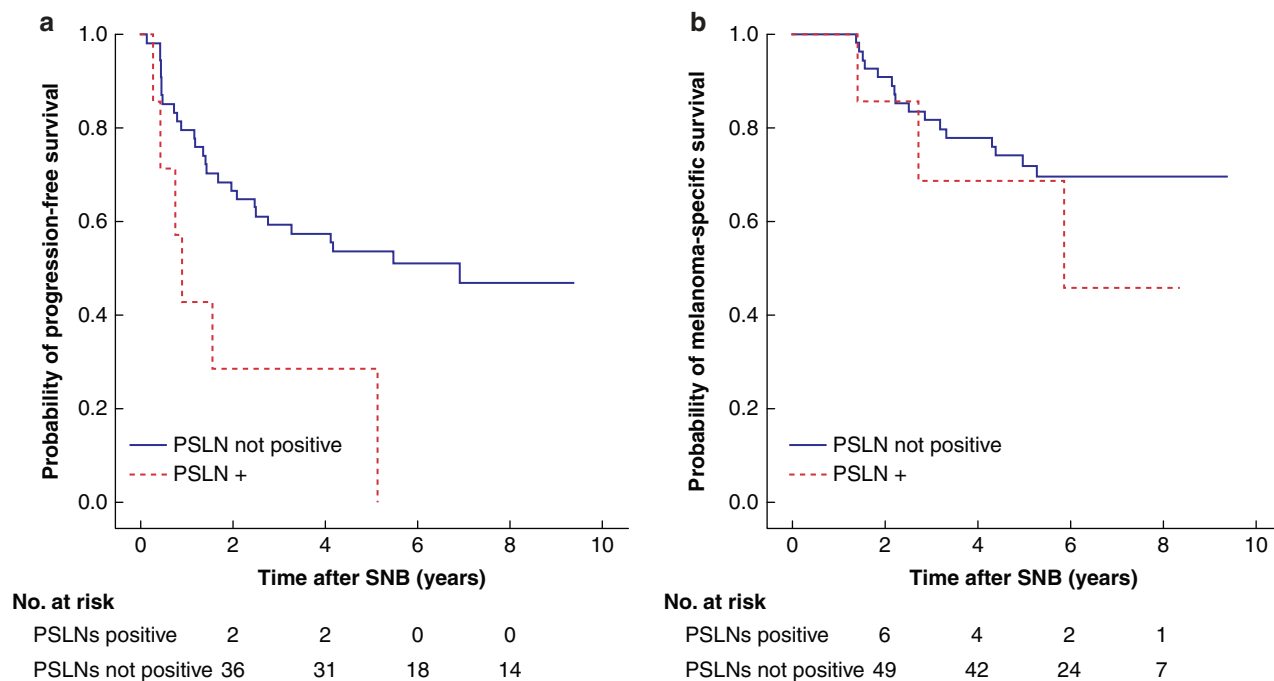 a
Probability of progression-free survival
1.0
0.8
0.6
0.4
0.2
0.0
PSLN not positive
PSLN +
0 2 4 6 8 10
Time after SNB (years)
No. at risk
PSLNs positive 2 2 0 0
PSLNs not positive 36 31 18 14
b
Probability of melanoma-specific survival
1.0
0.8
0.6
0.4
0.2
0.0
PSLN not positive
PSLN +
0 2 4 6 8 10
Time after SNB (years)
No. at risk
PSLNs positive 6 4 2 1
PSLNs not positive 49 42 24 7